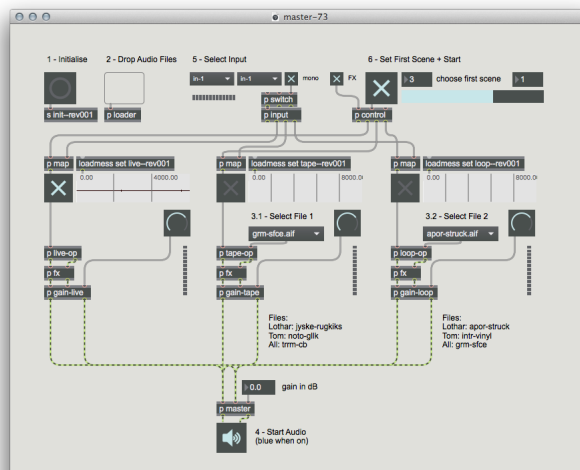 master-73
1 - Initialise
2 - Drop Audio Files
5 - Select Input
6 - Set First Scene + Start
in-1
in-1
mono
FX
3
choose first scene
1
p switch
s init--rev001
p loader
p input
p control
p map
loadmess set live--rev001
p map
loadmess set tape--rev001
p map
loadmess set loop--rev001
0.00
4000.00
0.00
8000.0
0.00
8000.0
3.1 - Select File 1
3.2 - Select File 2
grm-sfce.aif
apor-struck.aif
p live-op
p tape-op
p loop-op
p fx
p fx
p fx
p gain-live
p gain-tape
p gain-loop
Files:
Lothar: jyske-rugkiks
Tom: noto-gllk
All: trrm-cb
Files:
Lothar: apor-struck
Tom: intr-vinyl
All: grm-sfce
0.0
gain in dB
p master
4 - Start Audio
(blue when on)